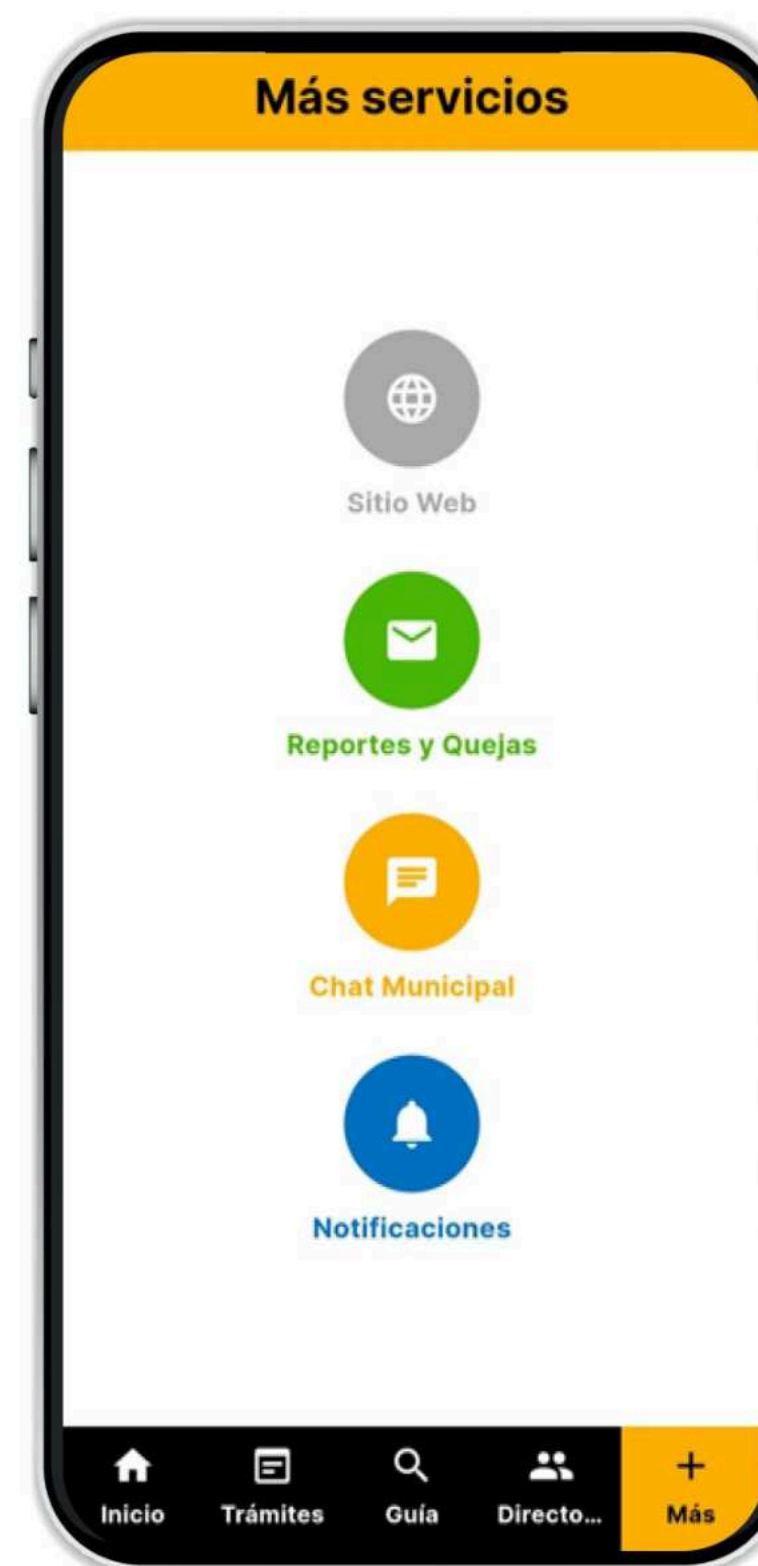 Más servicios
Sitio Web
Reportes y Quejas
Chat Municipal
Notificaciones
Inicio Trámites Guía Directo... Más